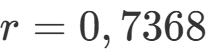 r = 0,7368